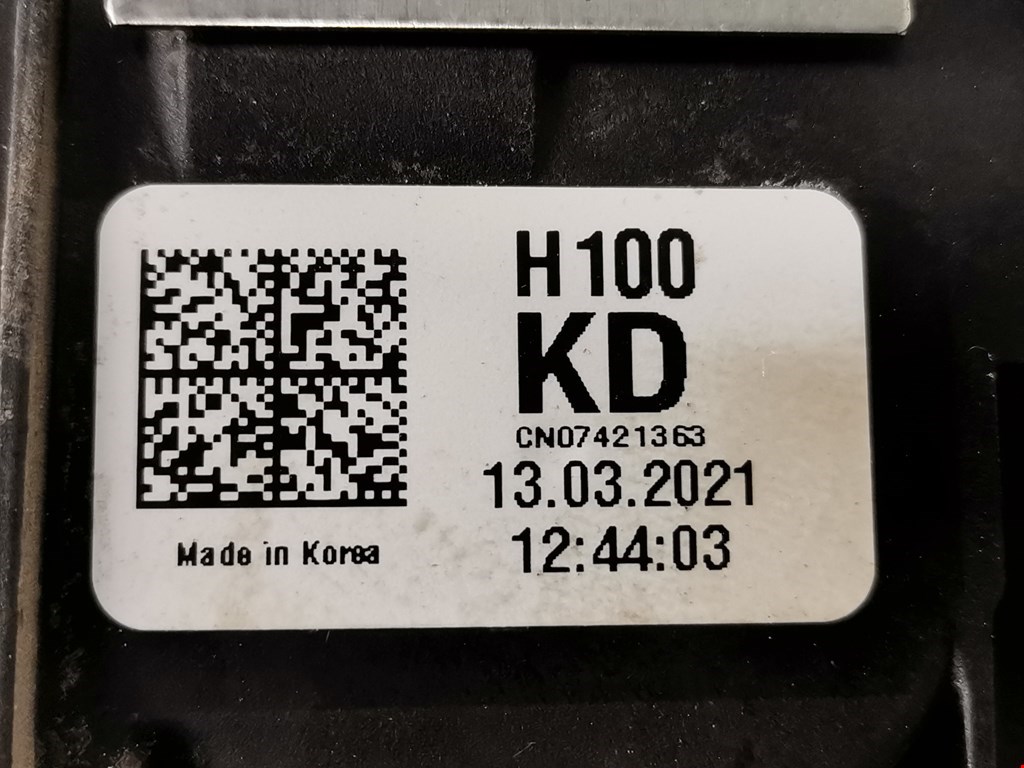 H100
KD
CN07421363
13.03.2021
12:44:03
Made in Korea